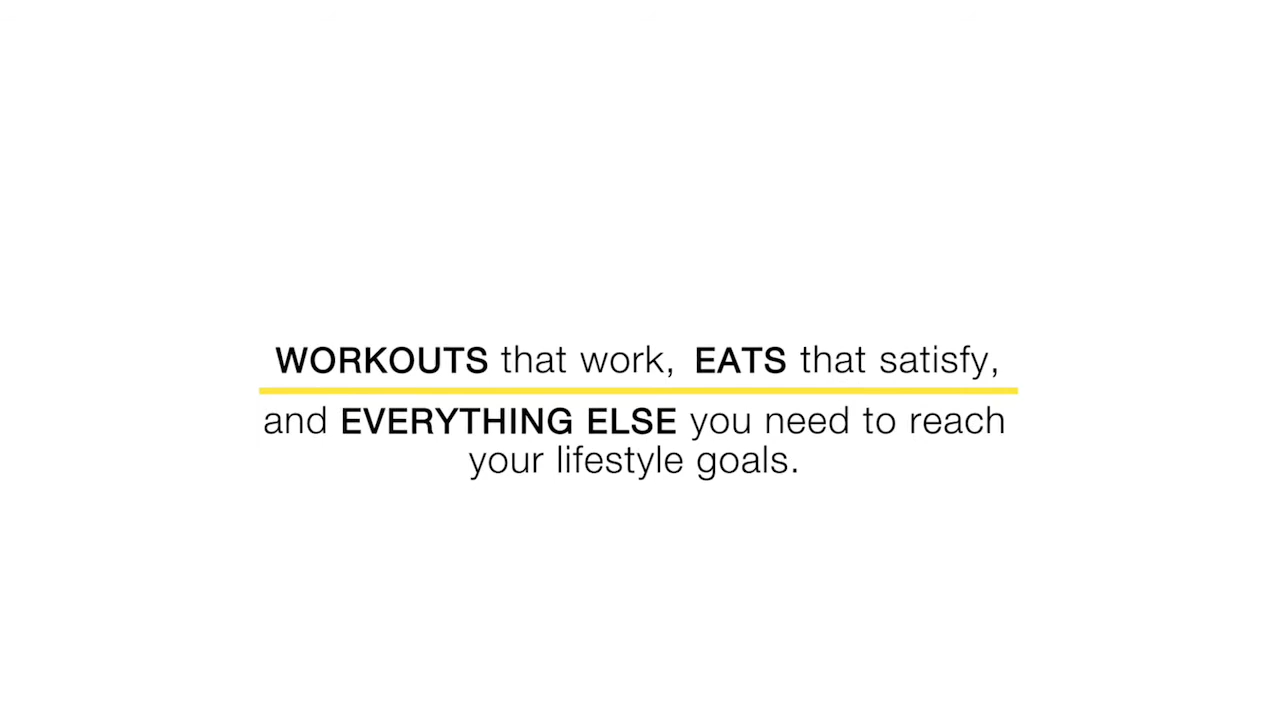 WORKOUTS that work, EATS that satisfy,
and EVERYTHING ELSE you need to reach
your lifestyle goals.